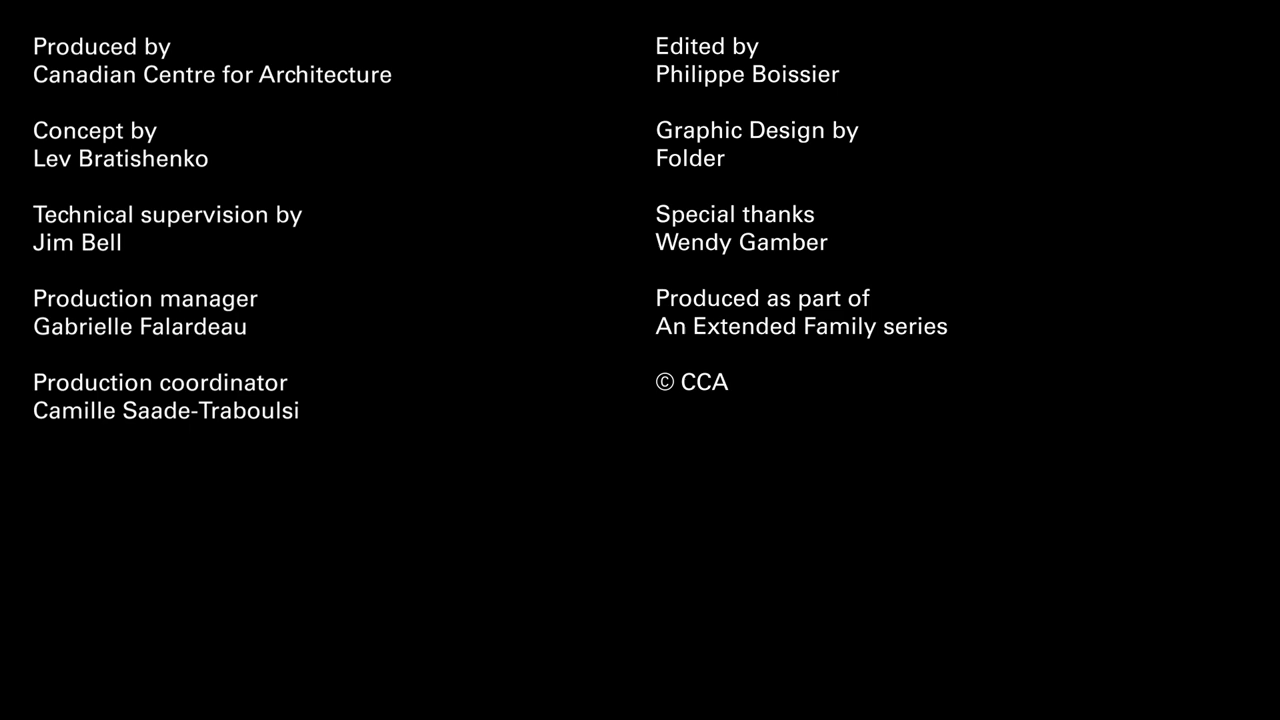 Produced by
Canadian Centre for Architecture
Concept by
Lev Bratishenko
Technical supervision by
Jim Bell
Production manager
Gabrielle Falardeau
Production coordinator
Camille Saade-Traboulsi
Edited by
Philippe Boissier
Graphic Design by
Folder
Special thanks
Wendy Gamber
Produced as part of
An Extended Family series
© CCA